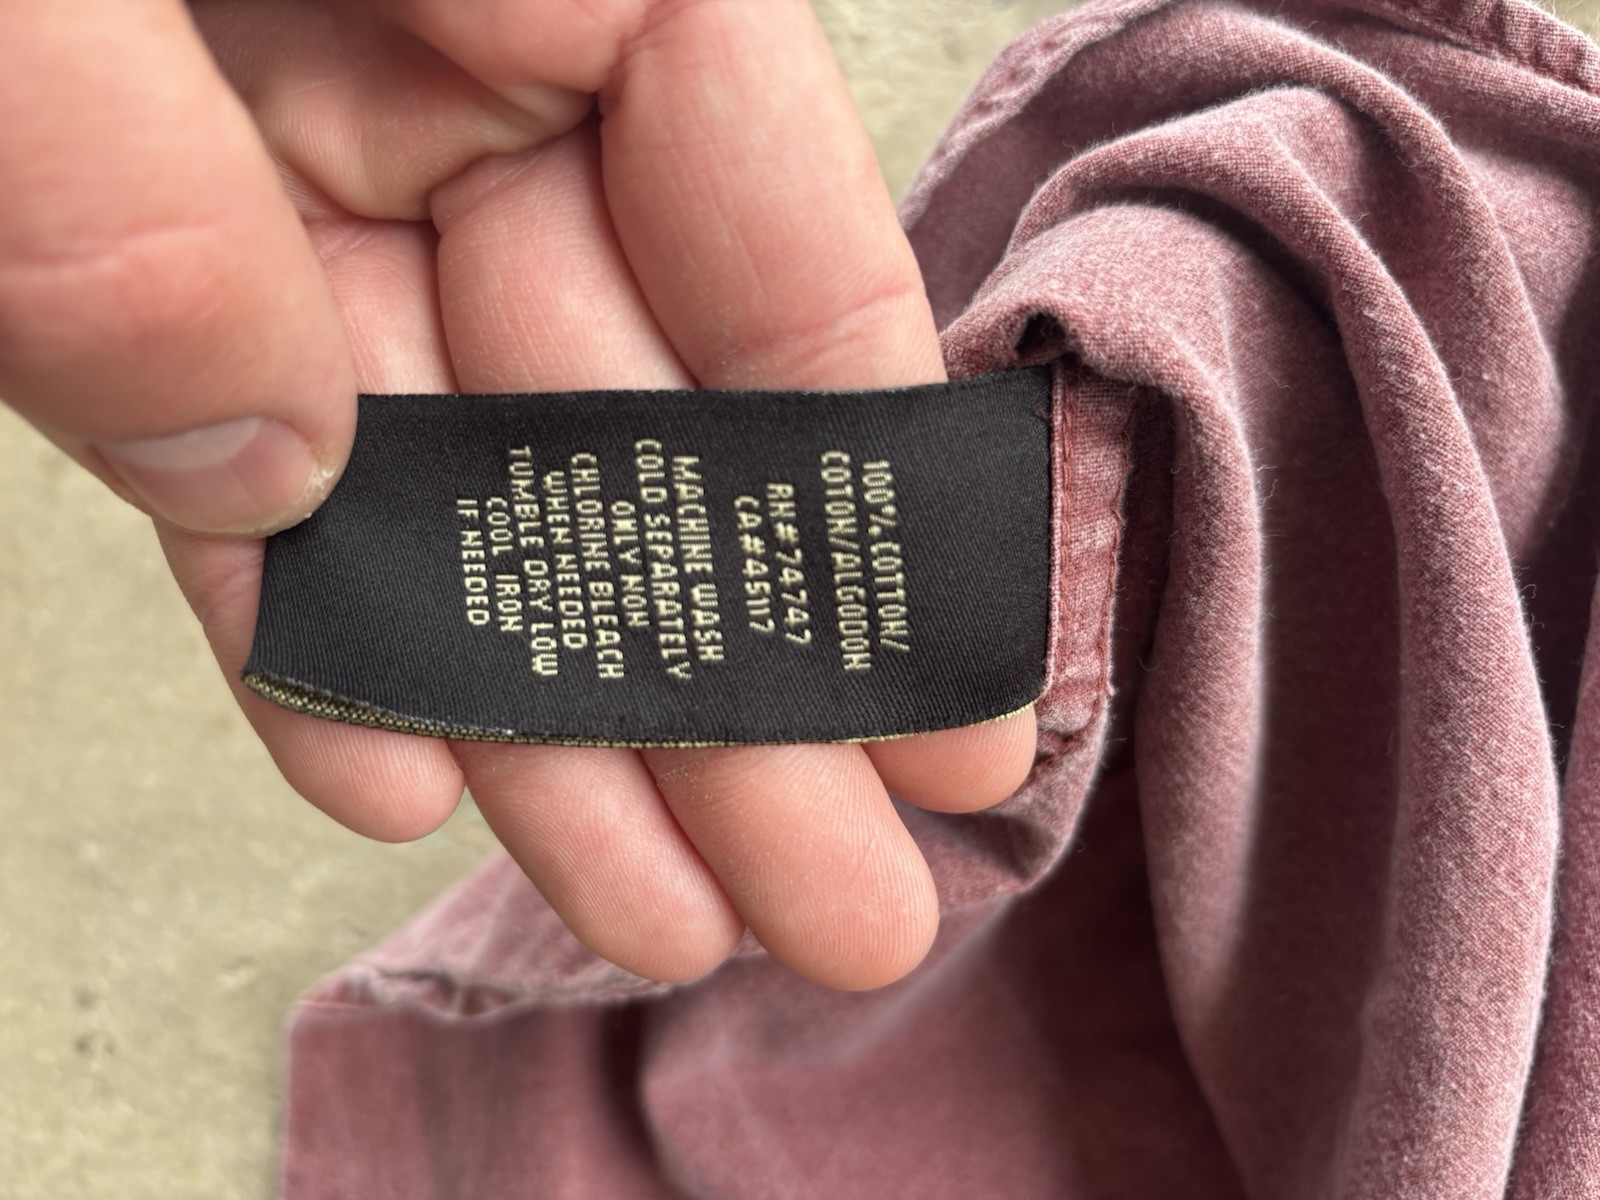 100% COTTON/
COTON/ALGODON
RN#74747
CA#45117
MACHINE WASH
COLD SEPARATELY
ONLY NON
CHLORINE BLEACH
WHEN NEEDED
TUMBLE DRY LOW
COOL IRON
IF NEEDED